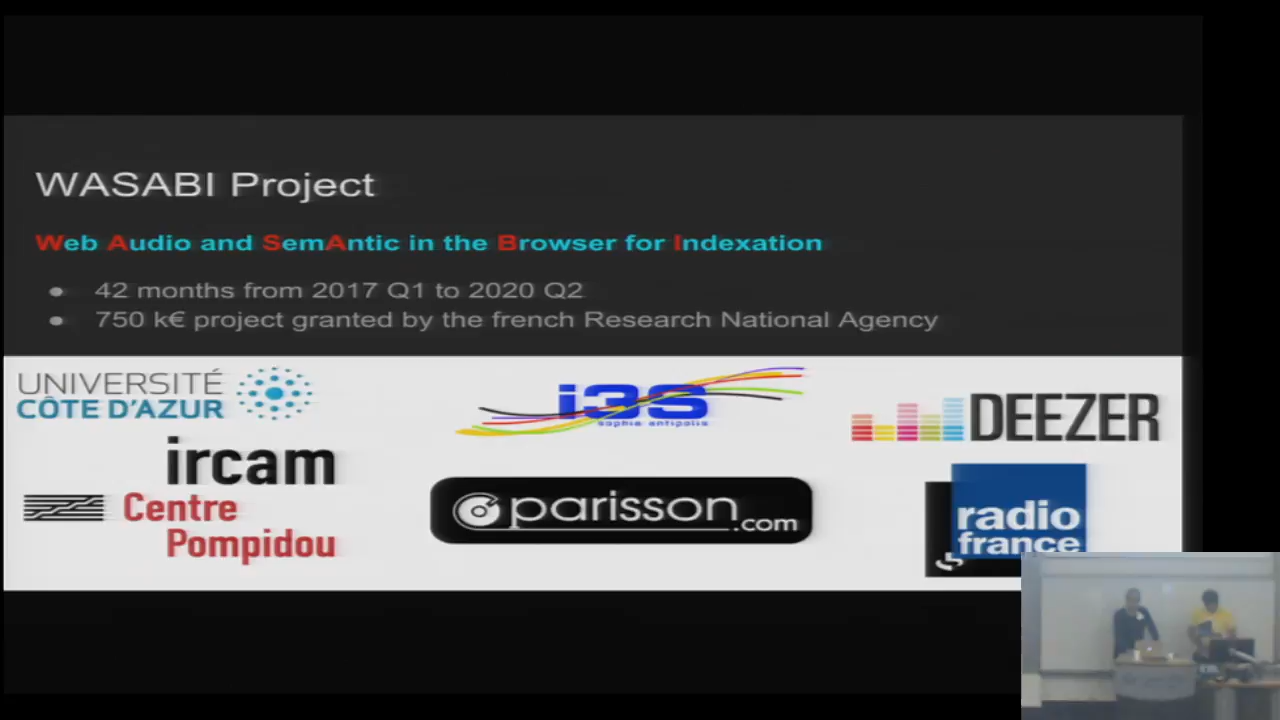 WASABI Project
Web Audio and SemAntic in the Browser for Indexation
● 42 months from 2017 Q1 to 2020 Q2
● 750 k€ project granted by the french Research National Agency
UNIVERSITÉ
CÔTE D'AZUR
i3S
sophia antipolis
DEEZER
ircam
Centre
Pompidou
parisson.com
radio
france